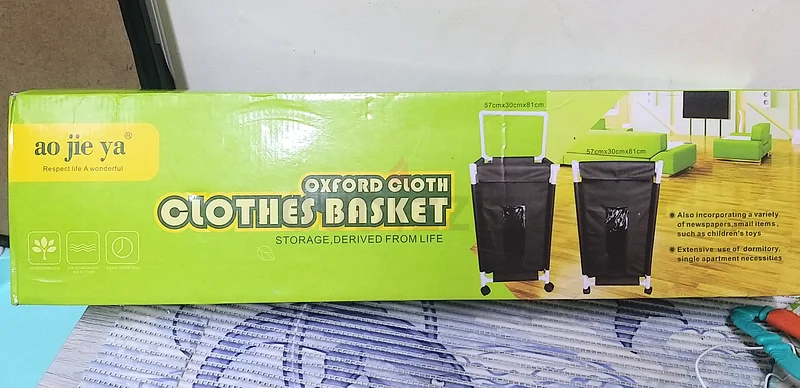 ao jie ya®
Respect life A wonderful
OXFORD CLOTH
CLOTHES BASKET
STORAGE,DERIVED FROM LIFE
57cmx30cmx81cm
57cmx30cmx81cm
Also incorporating a variety
of newspapers,small items,
such as children's toys
Extensive use of dormitory,
single apartment necessities